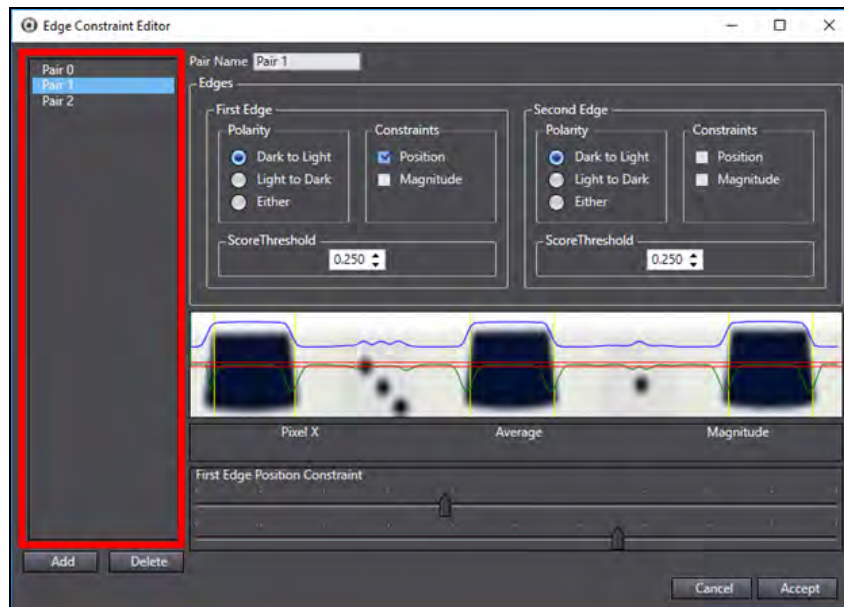 Edge Constraint Editor
Pair 0
Pair 1
Pair 2
Pair Name Pair 1
Edges
First Edge
Polarity
Dark to Light
Light to Dark
Either
Constraints
Position
Magnitude
ScoreThreshold
0.250
Second Edge
Polarity
Dark to Light
Light to Dark
Either
Constraints
Position
Magnitude
ScoreThreshold
0.250
Pixel X Average Magnitude
First Edge Position Constraint
Add Delete
Cancel Accept